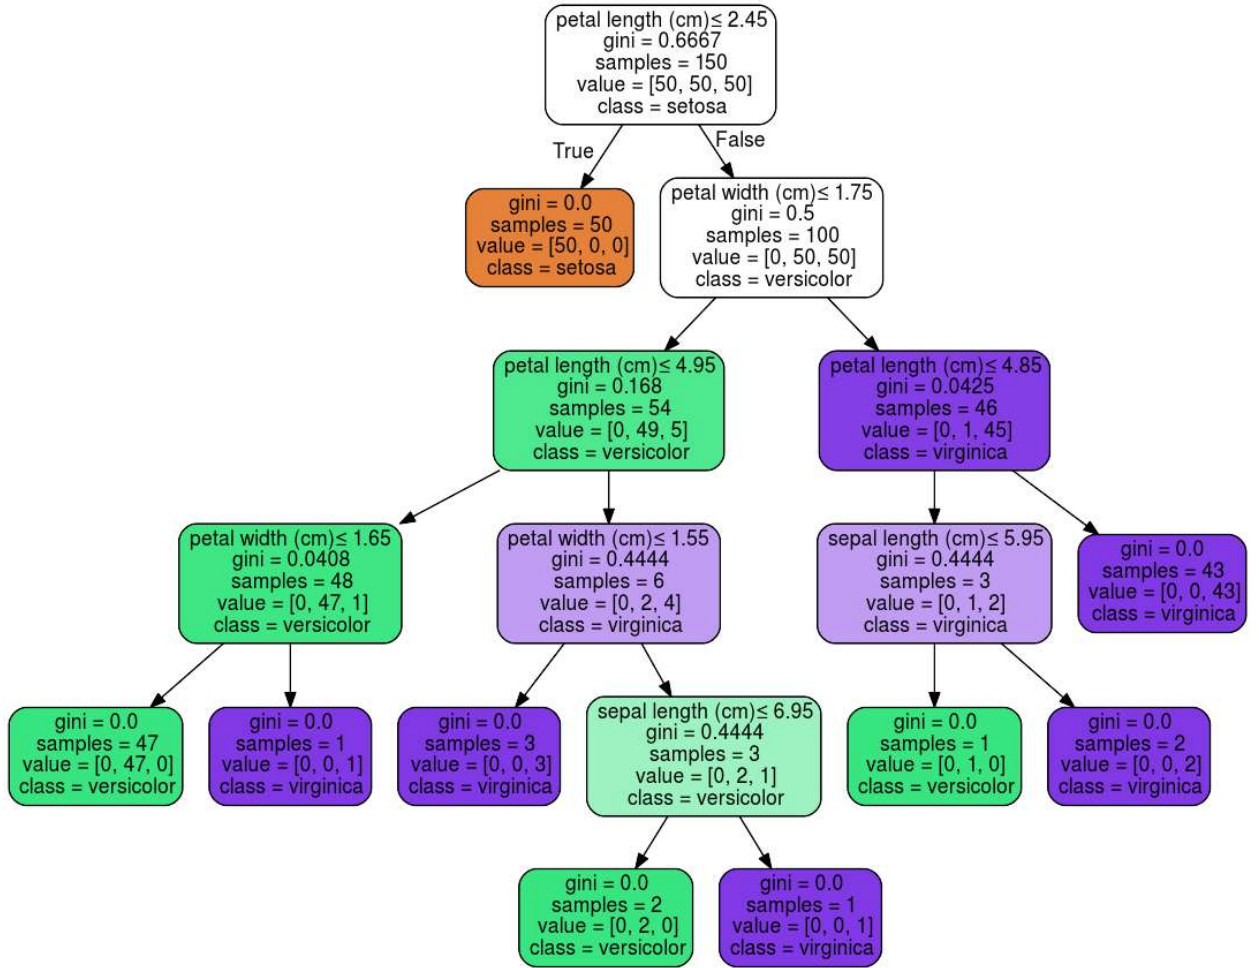 petal length (cm)≤ 2.45
gini = 0.6667
samples = 150
value = [50, 50, 50]
class = setosa
True
False
gini = 0.0
samples = 50
value = [50, 0, 0]
class = setosa
petal width (cm)≤ 1.75
gini = 0.5
samples = 100
value = [0, 50, 50]
class = versicolor
petal length (cm)≤ 4.95
gini = 0.168
samples = 54
value = [0, 49, 5]
class = versicolor
petal length (cm)≤ 4.85
gini = 0.0425
samples = 46
value = [0, 1, 45]
class = virginica
petal width (cm)≤ 1.65
gini = 0.0408
samples = 48
value = [0, 47, 1]
class = versicolor
petal width (cm)≤ 1.55
gini = 0.4444
samples = 6
value = [0, 2, 4]
class = virginica
sepal length (cm)≤ 5.95
gini = 0.4444
samples = 3
value = [0, 1, 2]
class = virginica
gini = 0.0
samples = 43
value = [0, 0, 43]
class = virginica
gini = 0.0
samples = 47
value = [0, 47, 0]
class = versicolor
gini = 0.0
samples = 1
value = [0, 0, 1]
class = virginica
gini = 0.0
samples = 3
value = [0, 0, 3]
class = virginica
sepal length (cm)≤ 6.95
gini = 0.4444
samples = 3
value = [0, 2, 1]
class = versicolor
gini = 0.0
samples = 1
value = [0, 1, 0]
class = versicolor
gini = 0.0
samples = 2
value = [0, 0, 2]
class = virginica
gini = 0.0
samples = 2
value = [0, 2, 0]
class = versicolor
gini = 0.0
samples = 1
value = [0, 0, 1]
class = virginica